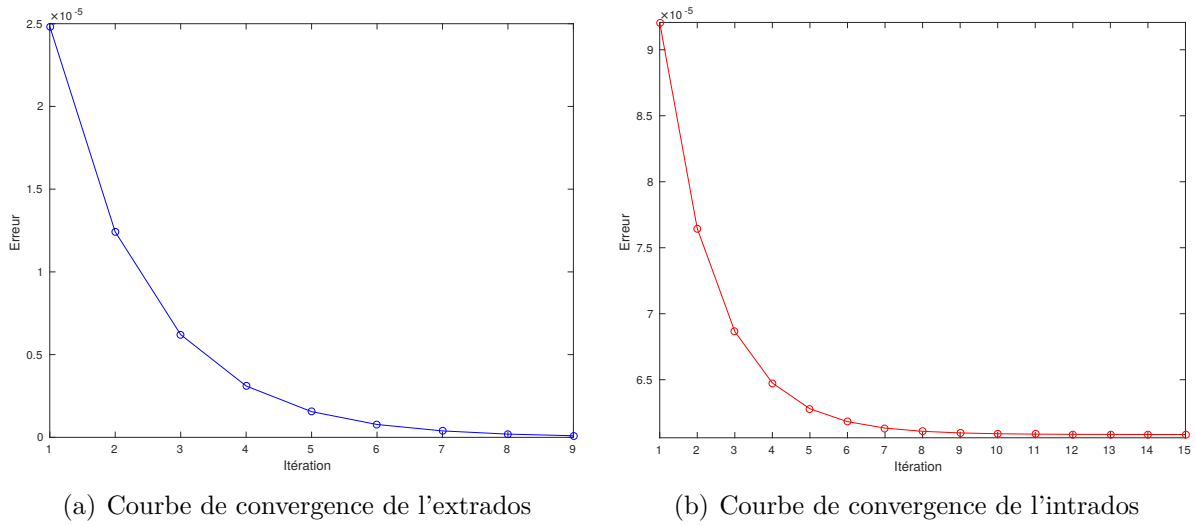 ×10⁻⁵
2.5
2
1.5
1
0.5
0
Erreur
1 2 3 4 5 6 7 8 9
Itération
(a) Courbe de convergence de l'extrados
×10⁻⁵
9
8.5
8
7.5
7
6.5
Erreur
1 2 3 4 5 6 7 8 9 10 11 12 13 14 15
Itération
(b) Courbe de convergence de l'intrados